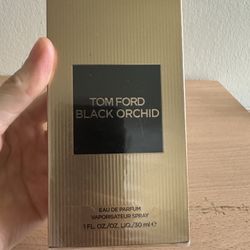 TOM FORD
BLACK ORCHID
EAU DE PARFUM
VAPORISATEUR SPRAY
1 FL. OZ./OZ. LIQ./30 ml ℮